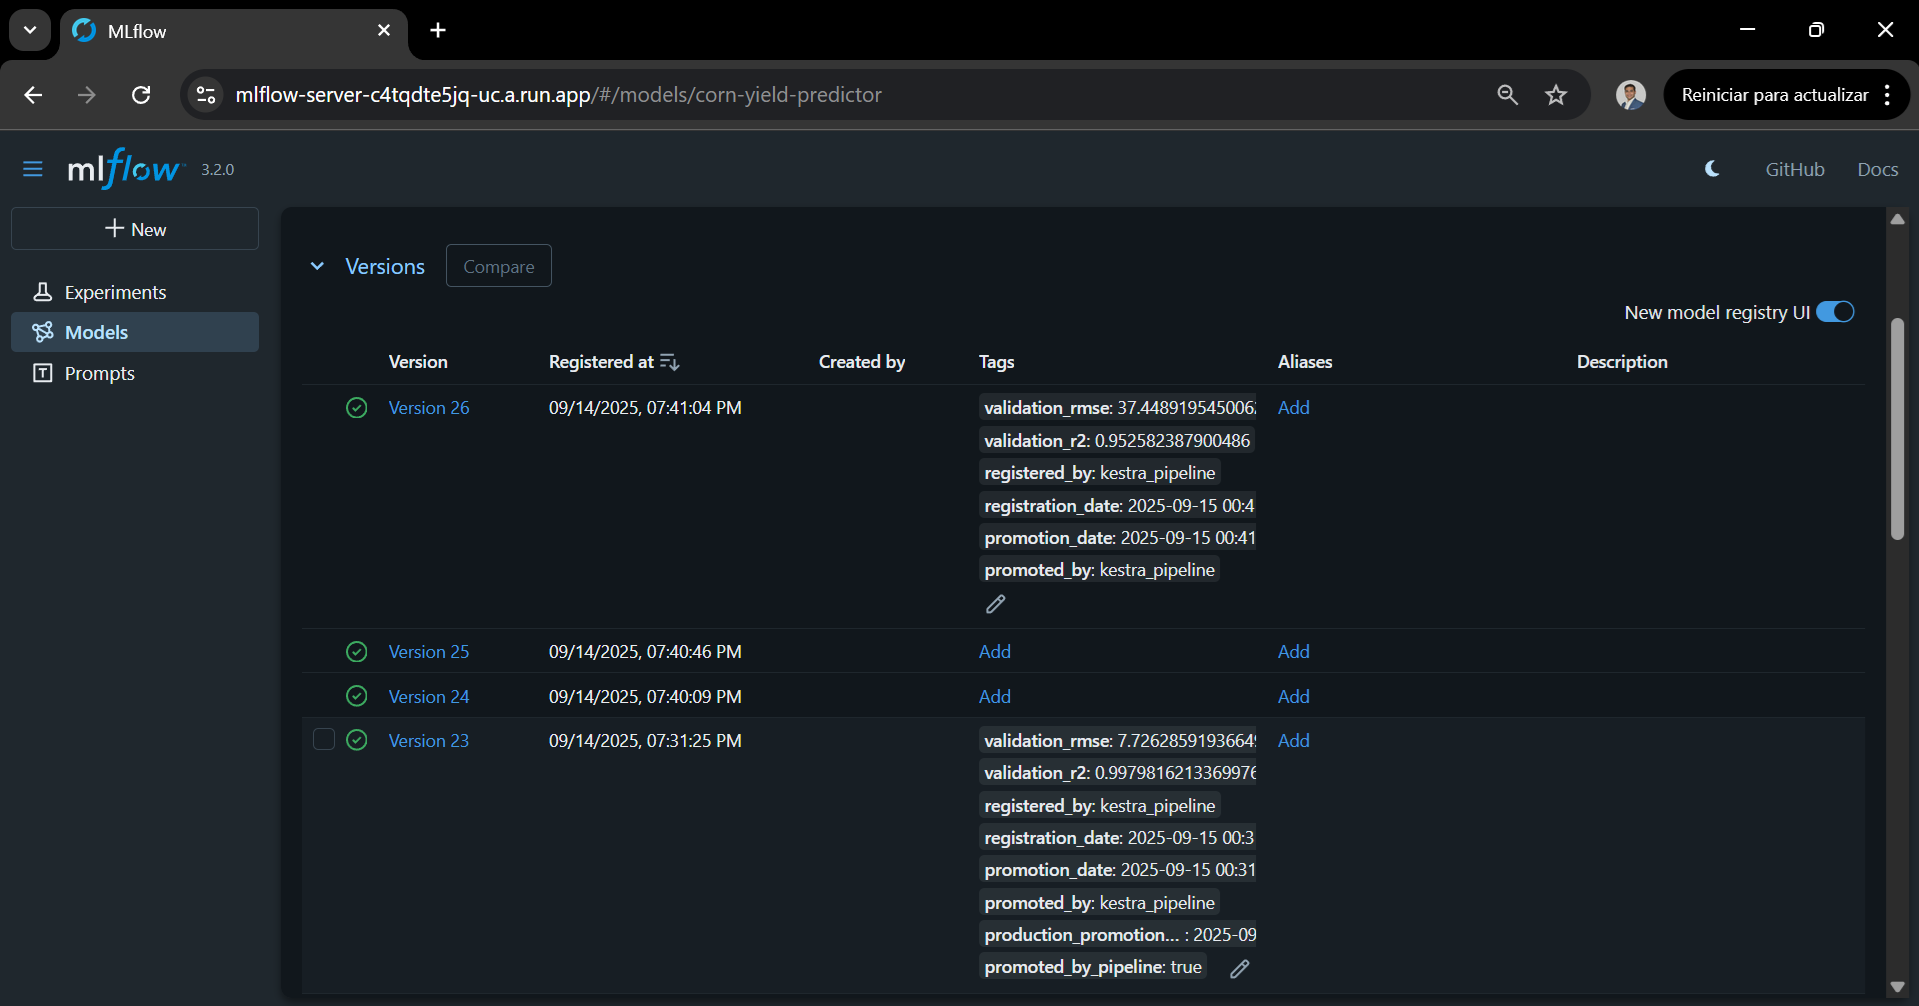 MLflow
mlflow-server-c4tqdte5jq-uc.a.run.app/#/models/corn-yield-predictor
Reiniciar para actualizar
mlflow 3.2.0
GitHub Docs
New
Experiments
Models
Prompts
Versions Compare
New model registry UI
Version Registered at Created by Tags Aliases Description
Version 26 09/14/2025, 07:41:04 PM validation_rmse: 37.448919545006 Add
validation_r2: 0.952582387900486
registered_by: kestra_pipeline
registration_date: 2025-09-15 00:4
promotion_date: 2025-09-15 00:41
promoted_by: kestra_pipeline
Version 25 09/14/2025, 07:40:46 PM Add Add
Version 24 09/14/2025, 07:40:09 PM Add Add
Version 23 09/14/2025, 07:31:25 PM validation_rmse: 7.7262859193664 Add
validation_r2: 0.9979816213369976
registered_by: kestra_pipeline
registration_date: 2025-09-15 00:3
promotion_date: 2025-09-15 00:31
promoted_by: kestra_pipeline
production_promotion... : 2025-09
promoted_by_pipeline: true